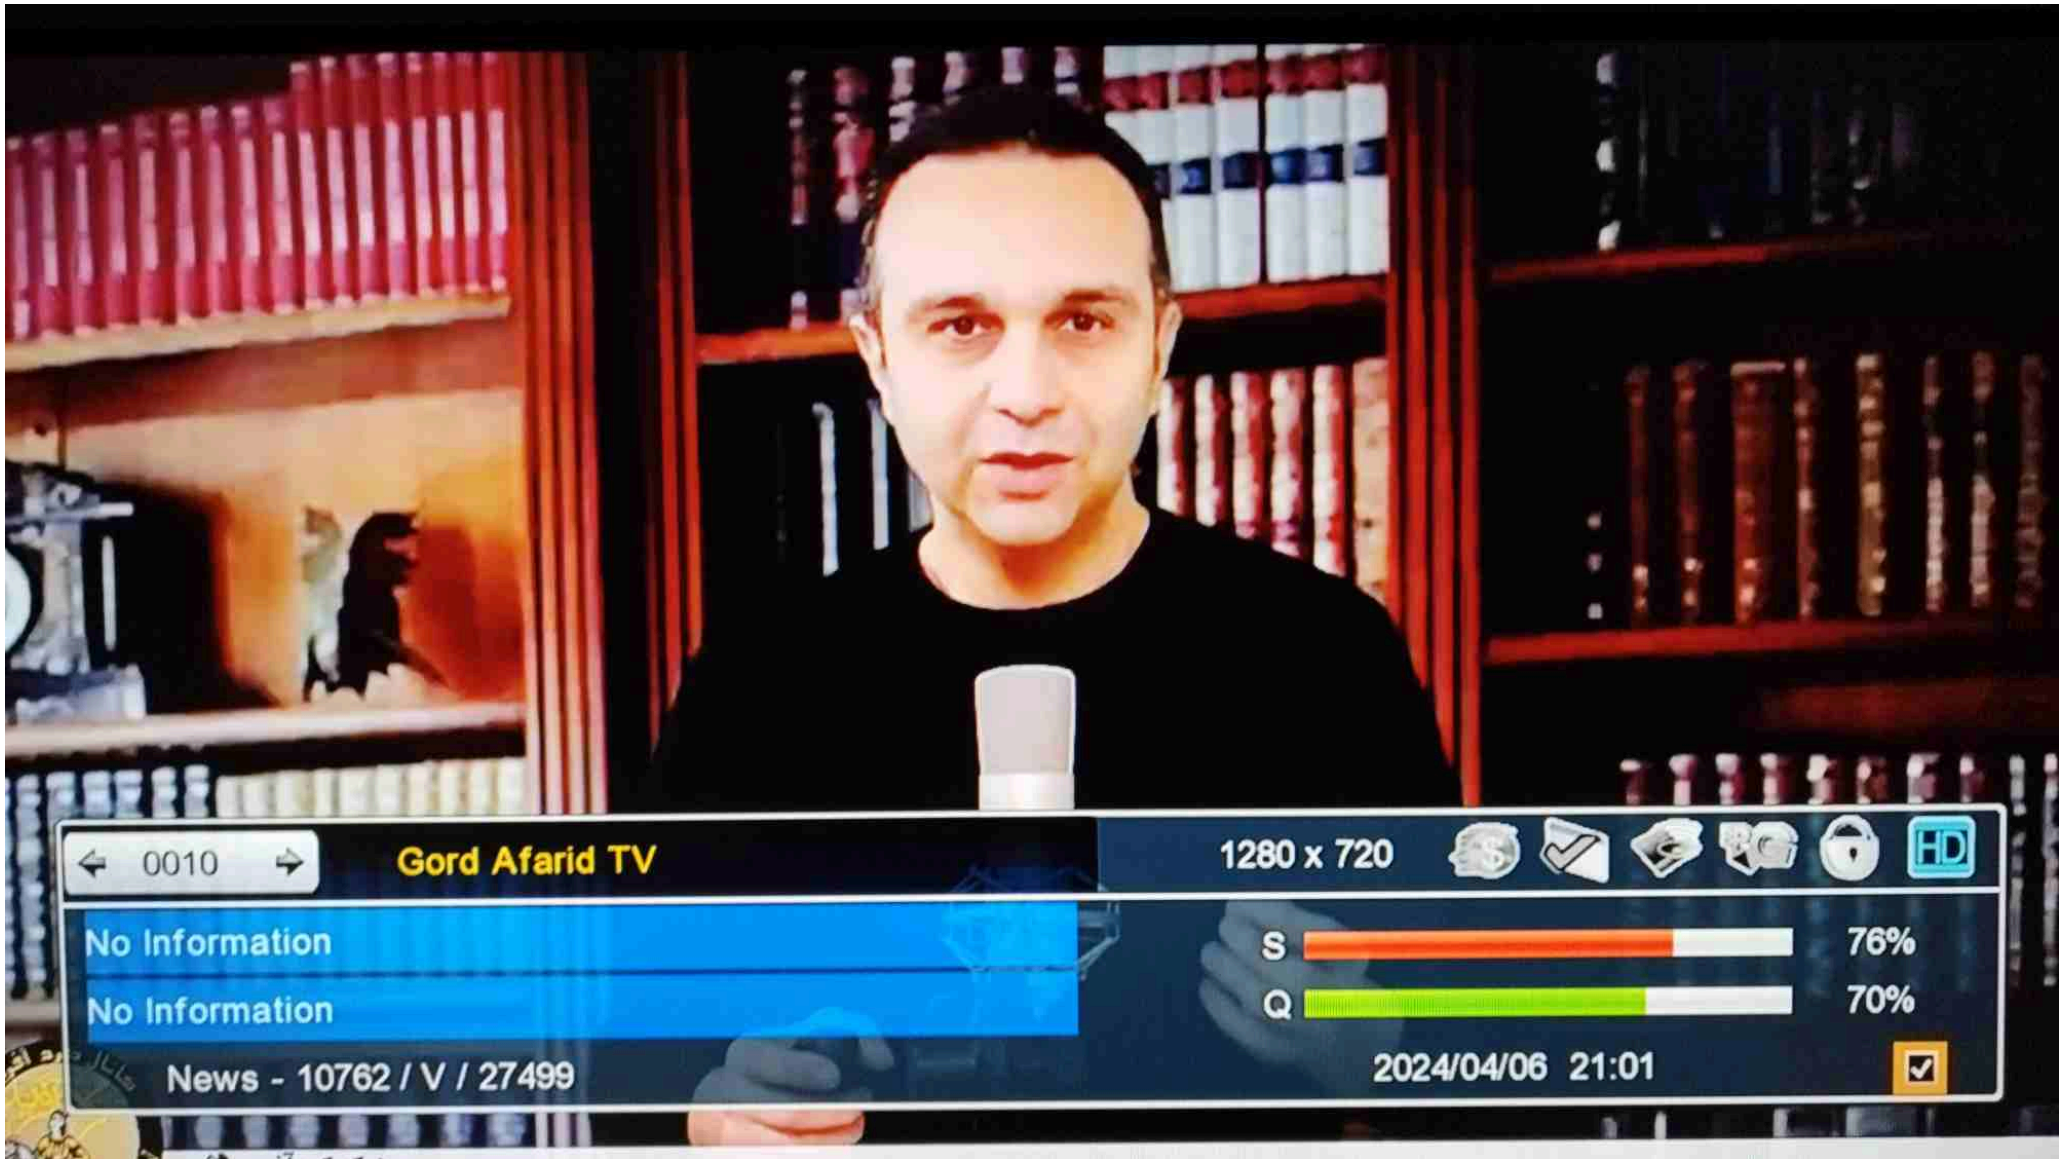 0010
Gord Afarid TV
1280 x 720
HD
No Information
No Information
S 76%
Q 70%
News - 10762 / V / 27499
2024/04/06 21:01